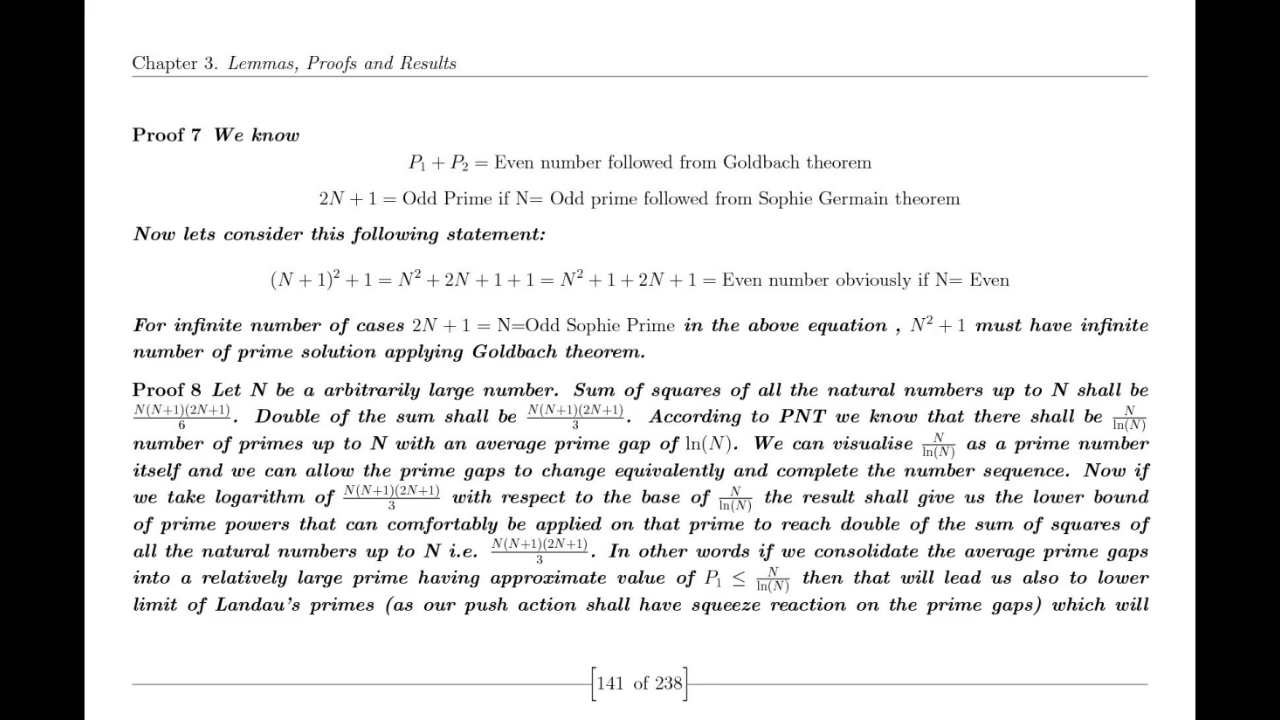 Chapter 3. Lemmas, Proofs and Results
Proof 7 We know
P₁ + P₂ = Even number followed from Goldbach theorem
2N + 1 = Odd Prime if N= Odd prime followed from Sophie Germain theorem
Now lets consider this following statement:
(N + 1)² + 1 = N² + 2N + 1 + 1 = N² + 1 + 2N + 1 = Even number obviously if N= Even
For infinite number of cases 2N + 1 = N=Odd Sophie Prime in the above equation , N² + 1 must have infinite
number of prime solution applying Goldbach theorem.
Proof 8 Let N be a arbitrarily large number. Sum of squares of all the natural numbers up to N shall be
N(N+1)(2N+1)/6. Double of the sum shall be N(N+1)(2N+1)/3. According to PNT we know that there shall be N/ln(N)
number of primes up to N with an average prime gap of ln(N). We can visualise N/ln(N) as a prime number
itself and we can allow the prime gaps to change equivalently and complete the number sequence. Now if
we take logarithm of N(N+1)(2N+1)/3 with respect to the base of N/ln(N) the result shall give us the lower bound
of prime powers that can comfortably be applied on that prime to reach double of the sum of squares of
all the natural numbers up to N i.e. N(N+1)(2N+1)/3. In other words if we consolidate the average prime gaps
into a relatively large prime having approximate value of P₁ ≤ N/ln(N) then that will lead us also to lower
limit of Landau's primes (as our push action shall have squeeze reaction on the prime gaps) which will
[141 of 238]